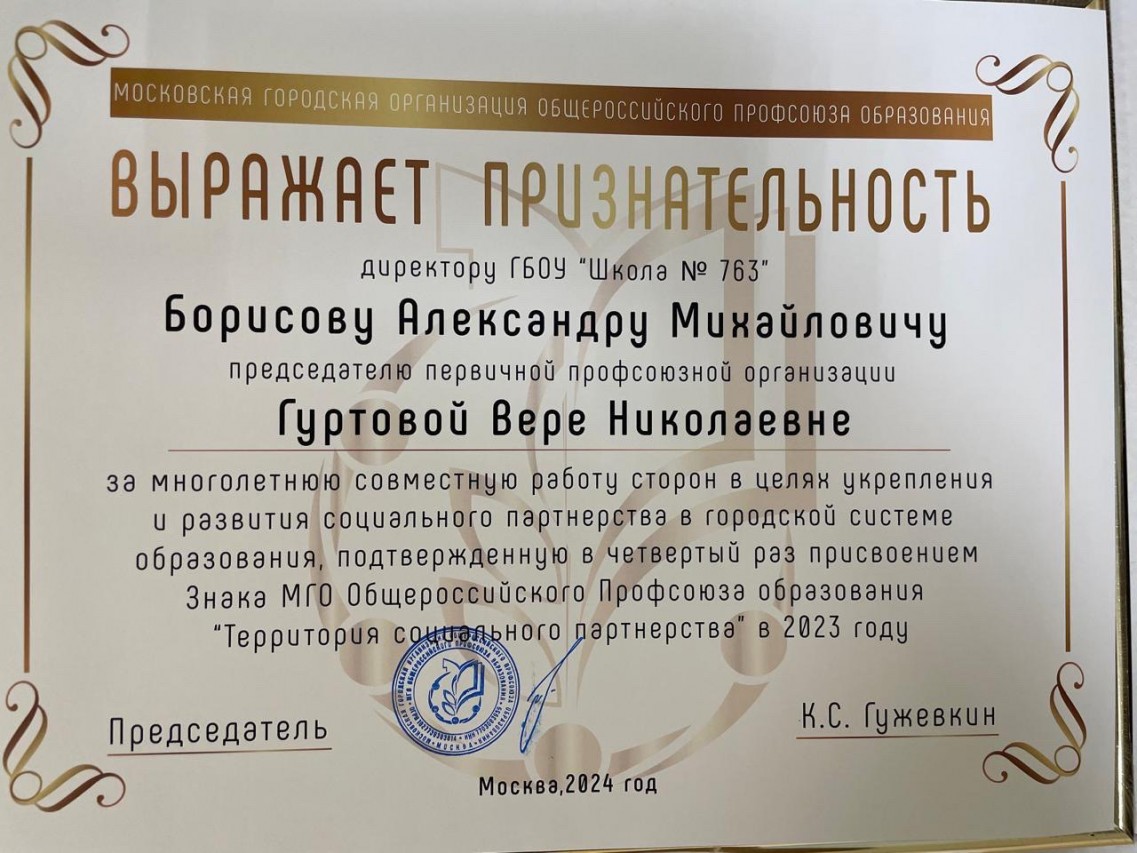 МОСКОВСКАЯ ГОРОДСКАЯ ОРГАНИЗАЦИЯ ОБЩЕРОССИЙСКОГО ПРОФСОЮЗА ОБРАЗОВАНИЯ
ВЫРАЖАЕТ ПРИЗНАТЕЛЬНОСТЬ
директору ГБОУ "Школа № 763"
Борисову Александру Михайловичу
председателю первичной профсоюзной организации
Гуртовой Вере Николаевне
за многолетнюю совместную работу сторон в целях укрепления
и развития социального партнерства в городской системе
образования, подтвержденную в четвертый раз присвоением
Знака МГО Общероссийского Профсоюза образования
"Территория социального партнерства" в 2023 году
Председатель
К.С. Гужевкин
Москва,2024 год